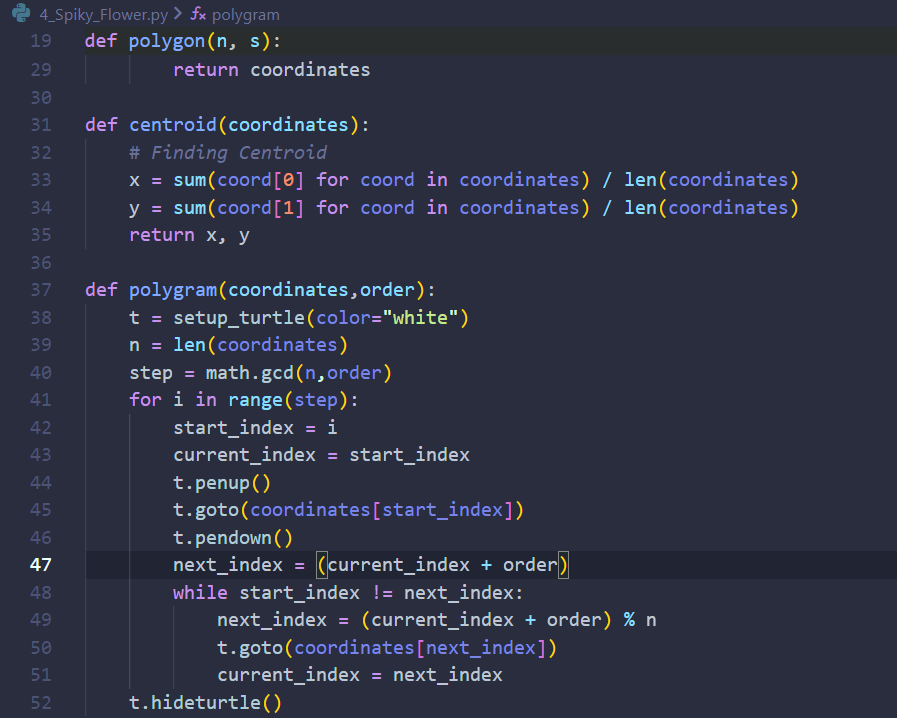 4_Spiky_Flower.py > polygram
19 def polygon(n, s):
29         return coordinates
30
31 def centroid(coordinates):
32     # Finding Centroid
33     x = sum(coord[0] for coord in coordinates) / len(coordinates)
34     y = sum(coord[1] for coord in coordinates) / len(coordinates)
35     return x, y
36
37 def polygram(coordinates,order):
38     t = setup_turtle(color="white")
39     n = len(coordinates)
40     step = math.gcd(n,order)
41     for i in range(step):
42         start_index = i
43         current_index = start_index
44         t.penup()
45         t.goto(coordinates[start_index])
46         t.pendown()
47         next_index = (current_index + order)
48         while start_index != next_index:
49             next_index = (current_index + order) % n
50             t.goto(coordinates[next_index])
51             current_index = next_index
52     t.hideturtle()